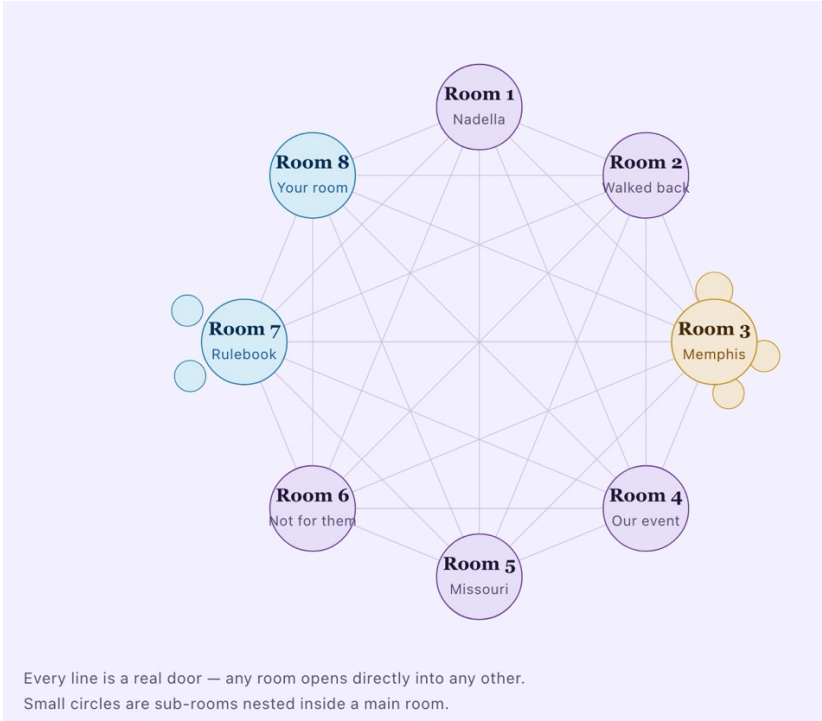 Room 1
Nadella
Room 8
Your room
Room 2
Walked back
Room 7
Rulebook
Room 3
Memphis
Room 6
Not for them
Room 4
Our event
Room 5
Missouri
Every line is a real door — any room opens directly into any other.
Small circles are sub-rooms nested inside a main room.